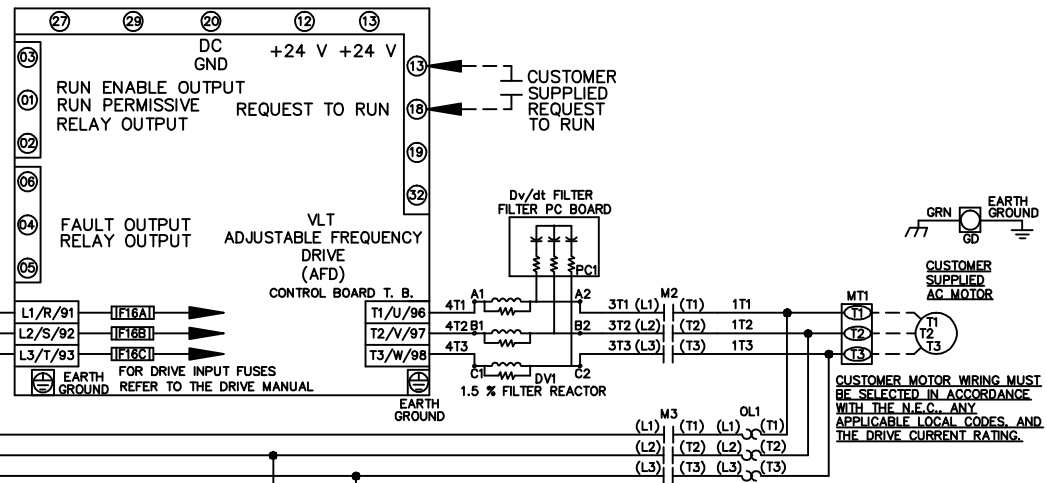 27 29 20 12 13
DC
GND
+24 V +24 V
03
01
02
RUN ENABLE OUTPUT
RUN PERMISSIVE
RELAY OUTPUT
REQUEST TO RUN
13
18
19
32
CUSTOMER
SUPPLIED
REQUEST
TO RUN
06
04
05
FAULT OUTPUT
RELAY OUTPUT
VLT
ADJUSTABLE FREQUENCY
DRIVE
(AFD)
CONTROL BOARD T. B.
Dv/dt FILTER
FILTER PC BOARD
PC1
GRN
GD
EARTH
GROUND
CUSTOMER
SUPPLIED
AC MOTOR
L1/R/91 IF16A
L2/S/92 IF16B
L3/T/93 IF16C
EARTH
GROUND
FOR DRIVE INPUT FUSES
REFER TO THE DRIVE MANUAL
T1/U/96
T2/V/97
T3/W/98
EARTH
GROUND
4T1 A1 A2
4T2 B1 B2
4T3
C1 DV1 C2
1.5 % FILTER REACTOR
M2
3T1 (L1) (T1) 1T1
3T2 (L2) (T2) 1T2
3T3 (L3) (T3) 1T3
MT1
T1
T2
T3
T1
T2
T3
CUSTOMER MOTOR WIRING MUST
BE SELECTED IN ACCORDANCE
WITH THE N.E.C., ANY
APPLICABLE LOCAL CODES, AND
THE DRIVE CURRENT RATING.
M3 OL1
(L1) (T1) (L1) (T1)
(L2) (T2) (L2) (T2)
(L3) (T3) (L3) (T3)